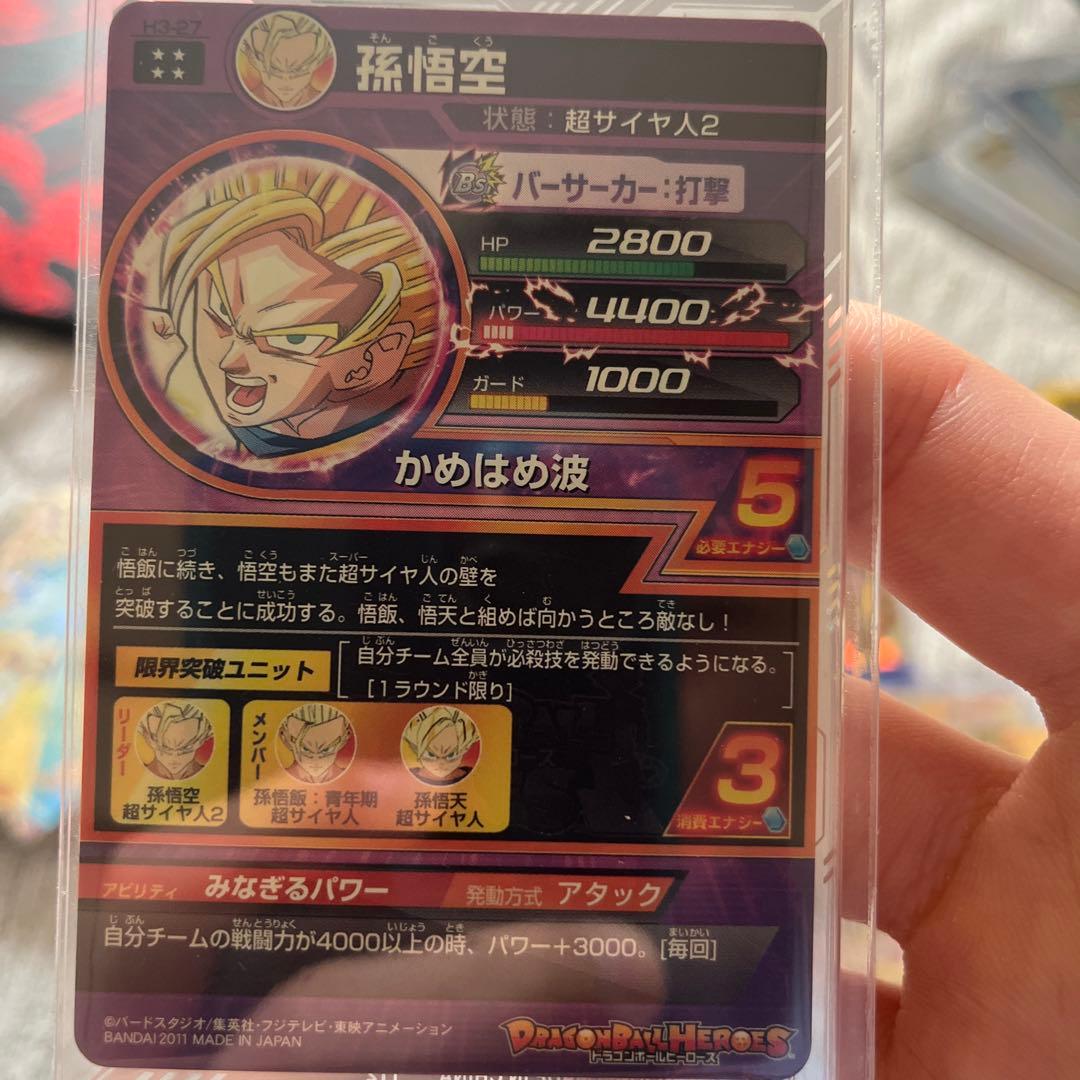 H3-27
孫悟空
そんごくう
状態：超サイヤ人2
Bs バーサーカー：打撃
HP 2800
パワー 4400
ガード 1000
かめはめ波
5
必要エナジー
悟飯に続き、悟空もまた超サイヤ人の壁を
突破することに成功する。悟飯、悟天と組めば向かうところ敵なし！
限界突破ユニット
自分チーム全員が必殺技を発動できるようになる。
[1ラウンド限り]
リーダー
孫悟空
超サイヤ人2
メンバー
孫悟飯：青年期
超サイヤ人
孫悟天
超サイヤ人
3
消費エナジー
アビリティ みなぎるパワー 発動方式 アタック
自分チームの戦闘力が4000以上の時、パワー+3000。[毎回]
©バードスタジオ/集英社・フジテレビ・東映アニメーション
BANDAI 2011 MADE IN JAPAN
DRAGONBALL HEROES
ドラゴンボールヒーローズ